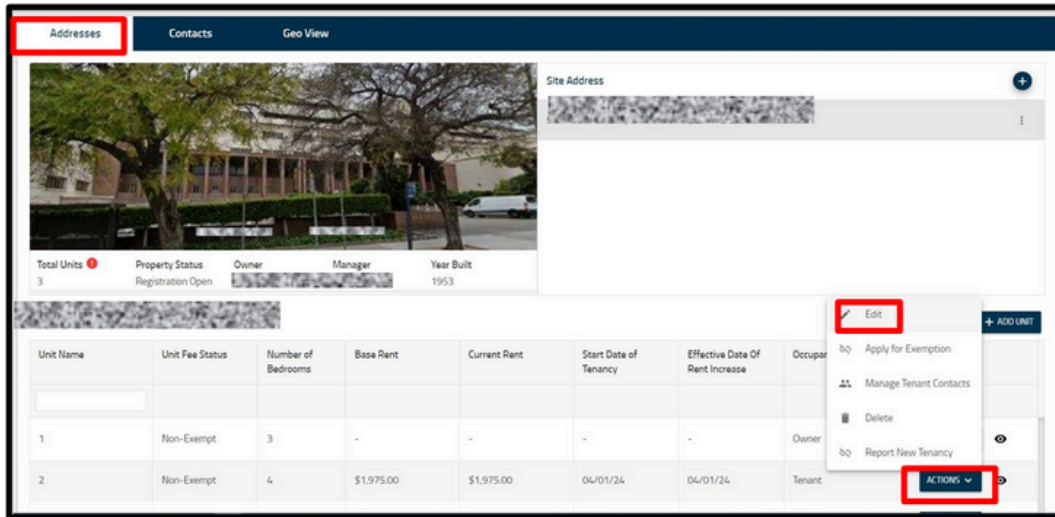 Addresses Contacts Geo View
Site Address
Total Units Property Status Owner Manager Year Built
3 Registration Open 1953
Edit
+ ADD UNIT
Unit Name Unit Fee Status Number of Bedrooms Base Rent Current Rent Start Date of Tenancy Effective Date Of Rent Increase
Apply for Exemption
Manage Tenant Contacts
Delete
1 Non-Exempt 3 - - - - Owner
Report New Tenancy
2 Non-Exempt 4 $1,975.00 $1,975.00 04/01/24 04/01/24 Tenant ACTIONS